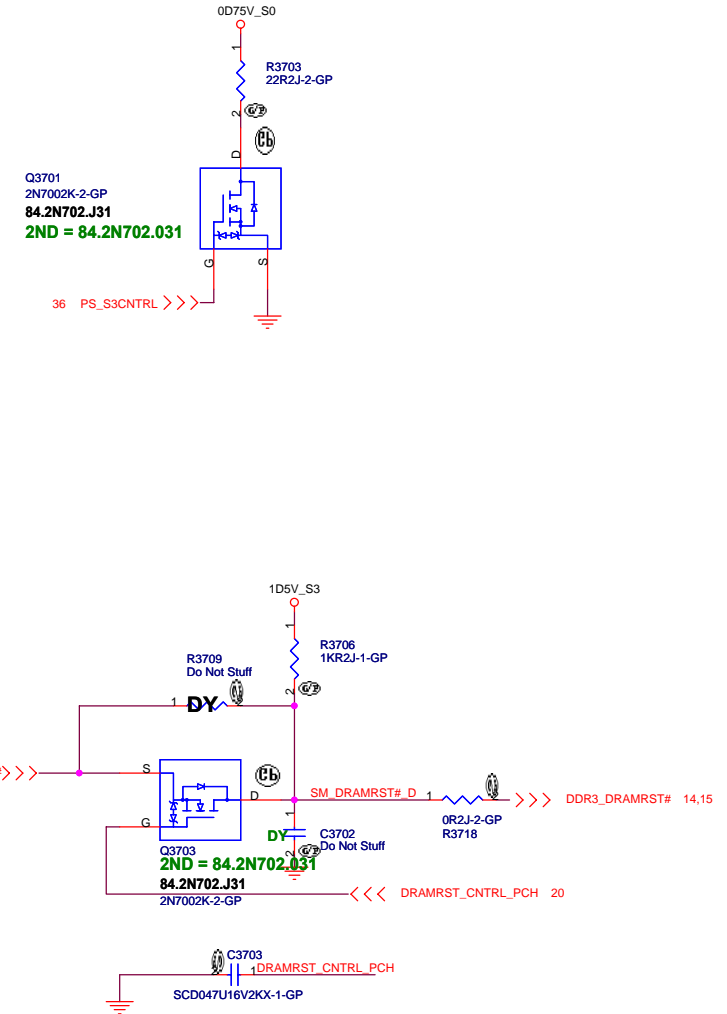 0D75V_S0
1
R3703
22R2J-2-GP
2
D
Q3701
2N7002K-2-GP
84.2N702.J31
2ND = 84.2N702.031
G
S
36 PS_S3CNTRL
1D5V_S3
1
R3706
1KR2J-1-GP
2
R3709
Do Not Stuff
1
DY
S
D
SM_DRAMRST#_D
1
DDR3_DRAMRST# 14,15
0R2J-2-GP
R3718
G
1
DY
C3702
Do Not Stuff
2
Q3703
2ND = 84.2N702.031
84.2N702.J31
2N7002K-2-GP
DRAMRST_CNTRL_PCH 20
C3703
1
DRAMRST_CNTRL_PCH
SCD047U16V2KX-1-GP